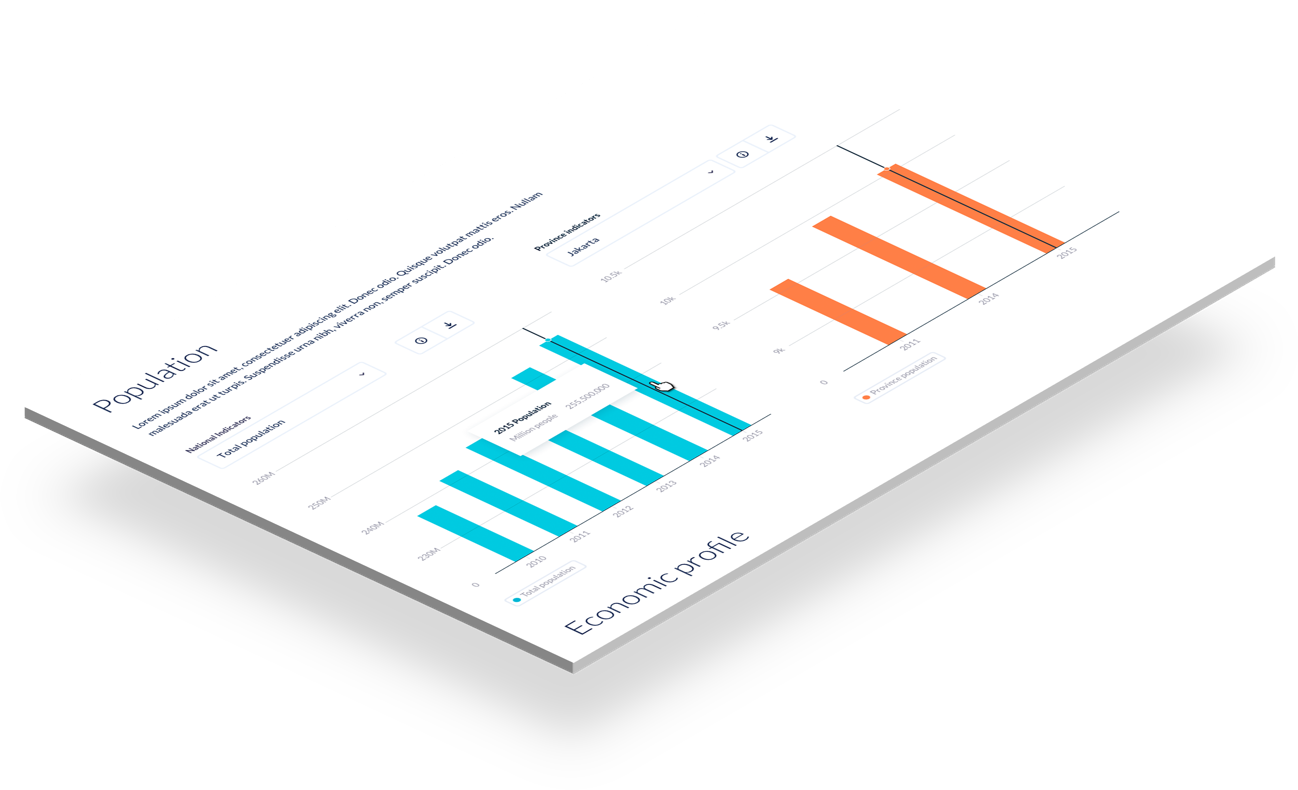 Population
Lorem ipsum dolor sit amet, consectetuer adipiscing elit. Donec odio. Quisque volutpat mattis eros. Nullam
malesuada erat ut turpis. Suspendisse urna nibh, viverra non, semper suscipit. Donec odio.
National Indicators
Total population
260M
250M
240M
230M
0
2010
2011
2012
2013
2014
2015
2015 Population
Million people
255,500,000
Total population
Province indicators
Jakarta
10.5k
10k
9.5k
9k
0
2011
2014
2015
Province population
Economic profile